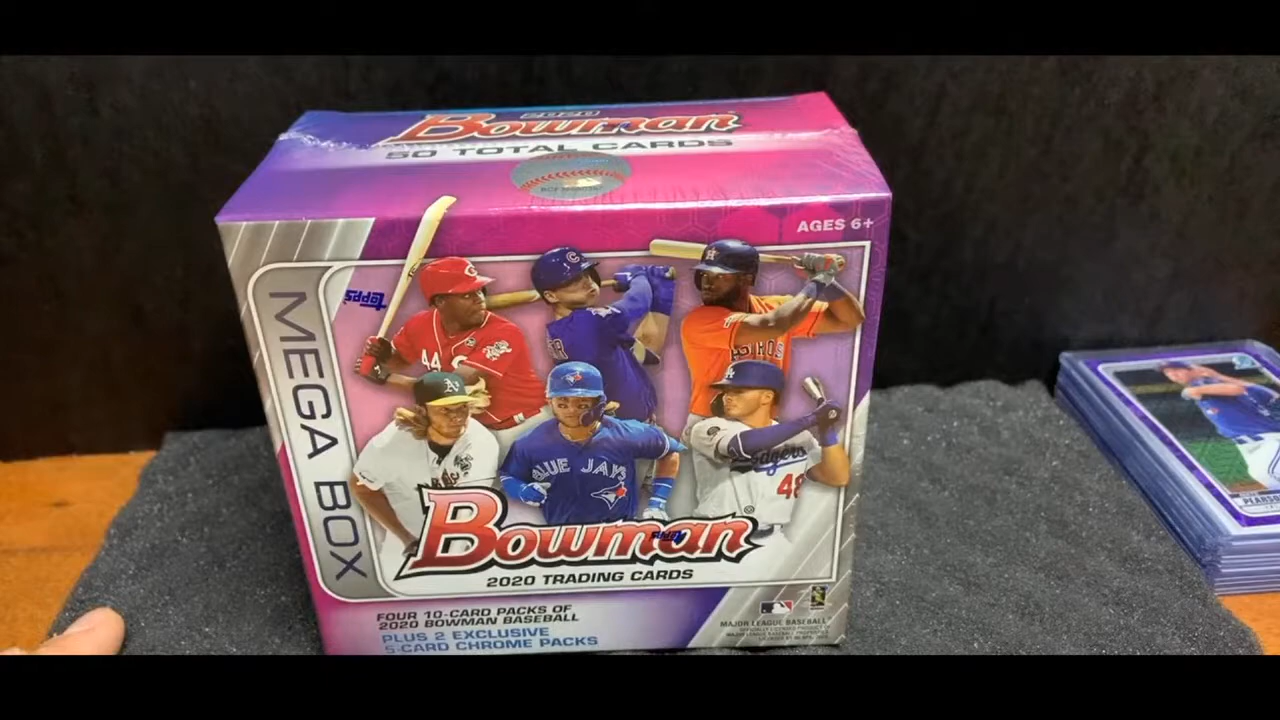 2020
Bowman
50 TOTAL CARDS
AGES 6+
MEGA BOX
topps
44
C
ASTROS
A's
BLUE JAYS
Dodgers
Bowman
2020 TRADING CARDS
FOUR 10-CARD PACKS OF
2020 BOWMAN BASEBALL
PLUS 2 EXCLUSIVE
5-CARD CHROME PACKS
MAJOR LEAGUE BASEBALL